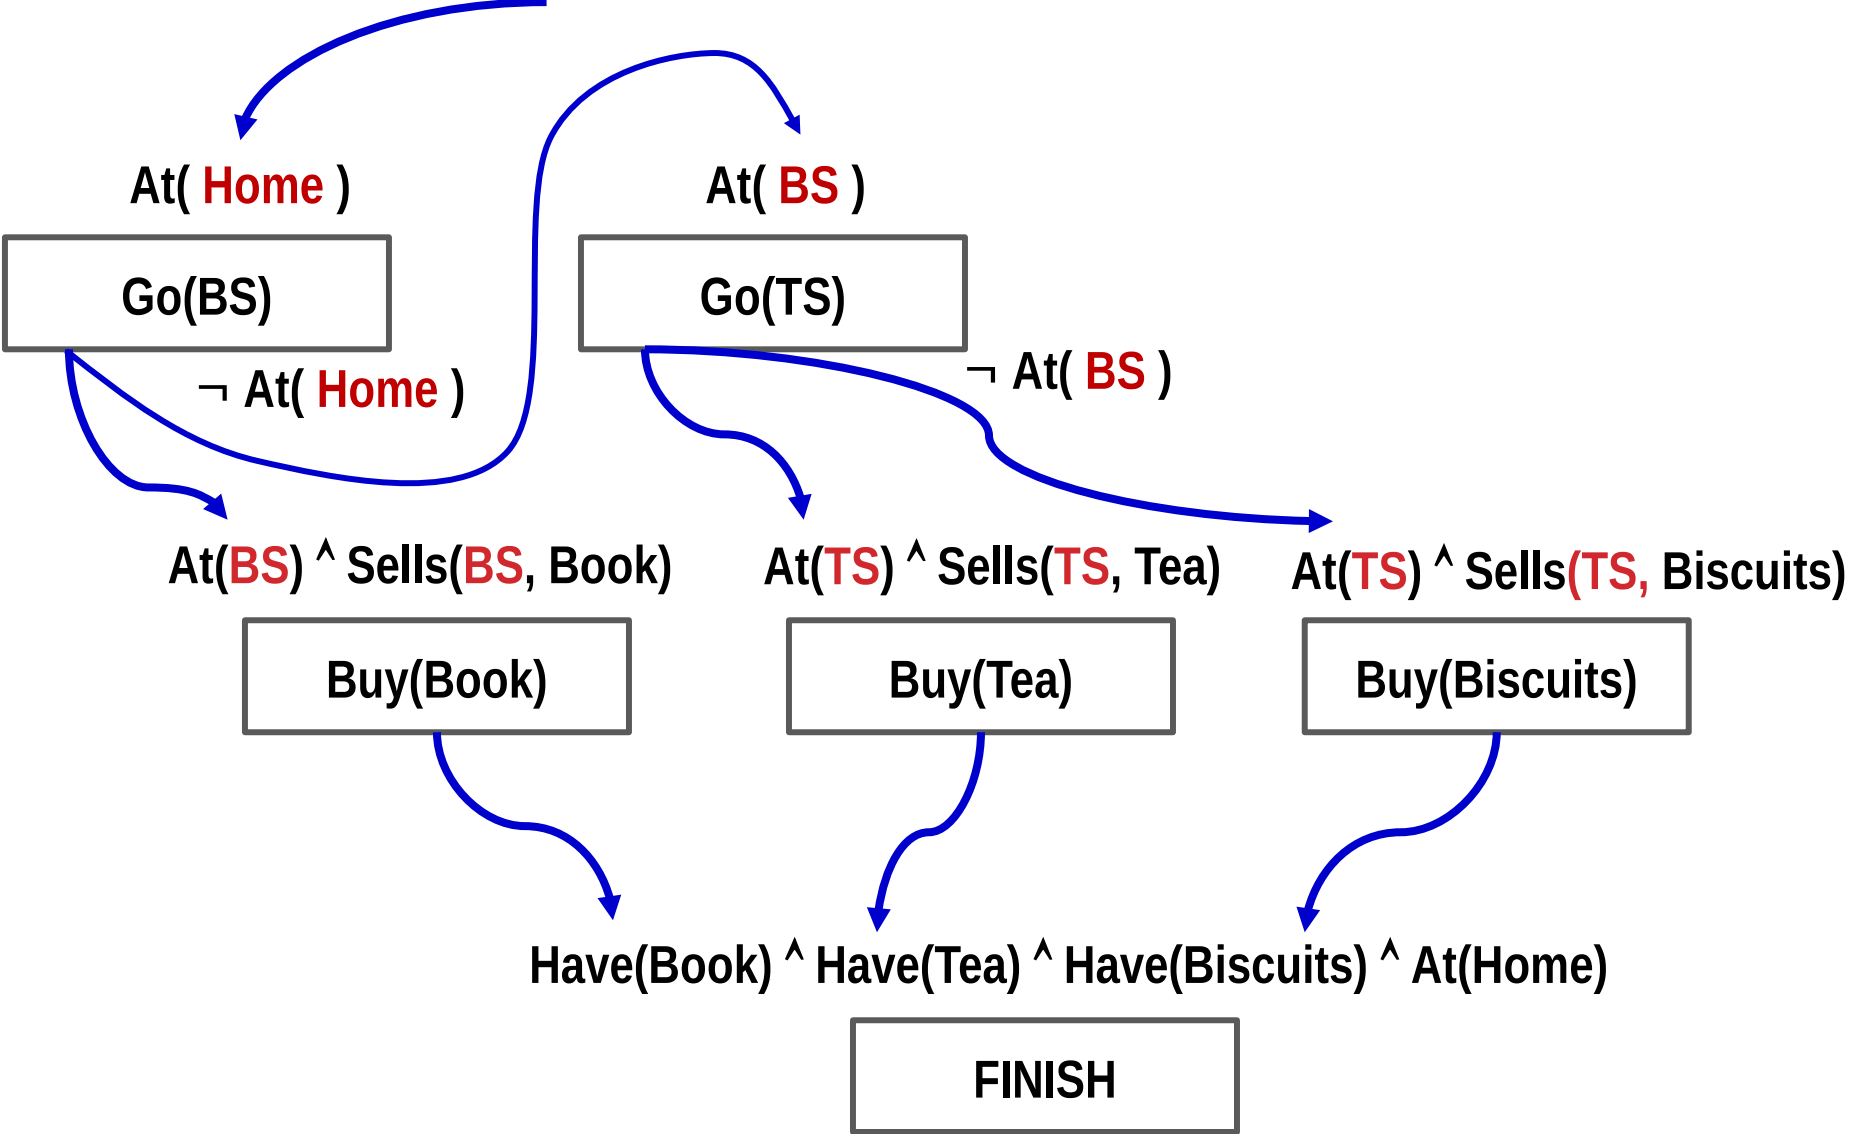 At( Home )
At( BS )
Go(BS)
Go(TS)
¬ At( Home )
¬ At( BS )
At(BS) ^ Sells(BS, Book)
At(TS) ^ Sells(TS, Tea)
At(TS) ^ Sells(TS, Biscuits)
Buy(Book)
Buy(Tea)
Buy(Biscuits)
Have(Book) ^ Have(Tea) ^ Have(Biscuits) ^ At(Home)
FINISH